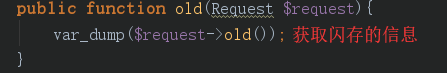 public function old(Request $request){
var_dump($request->old()); 获取闪存的信息
}